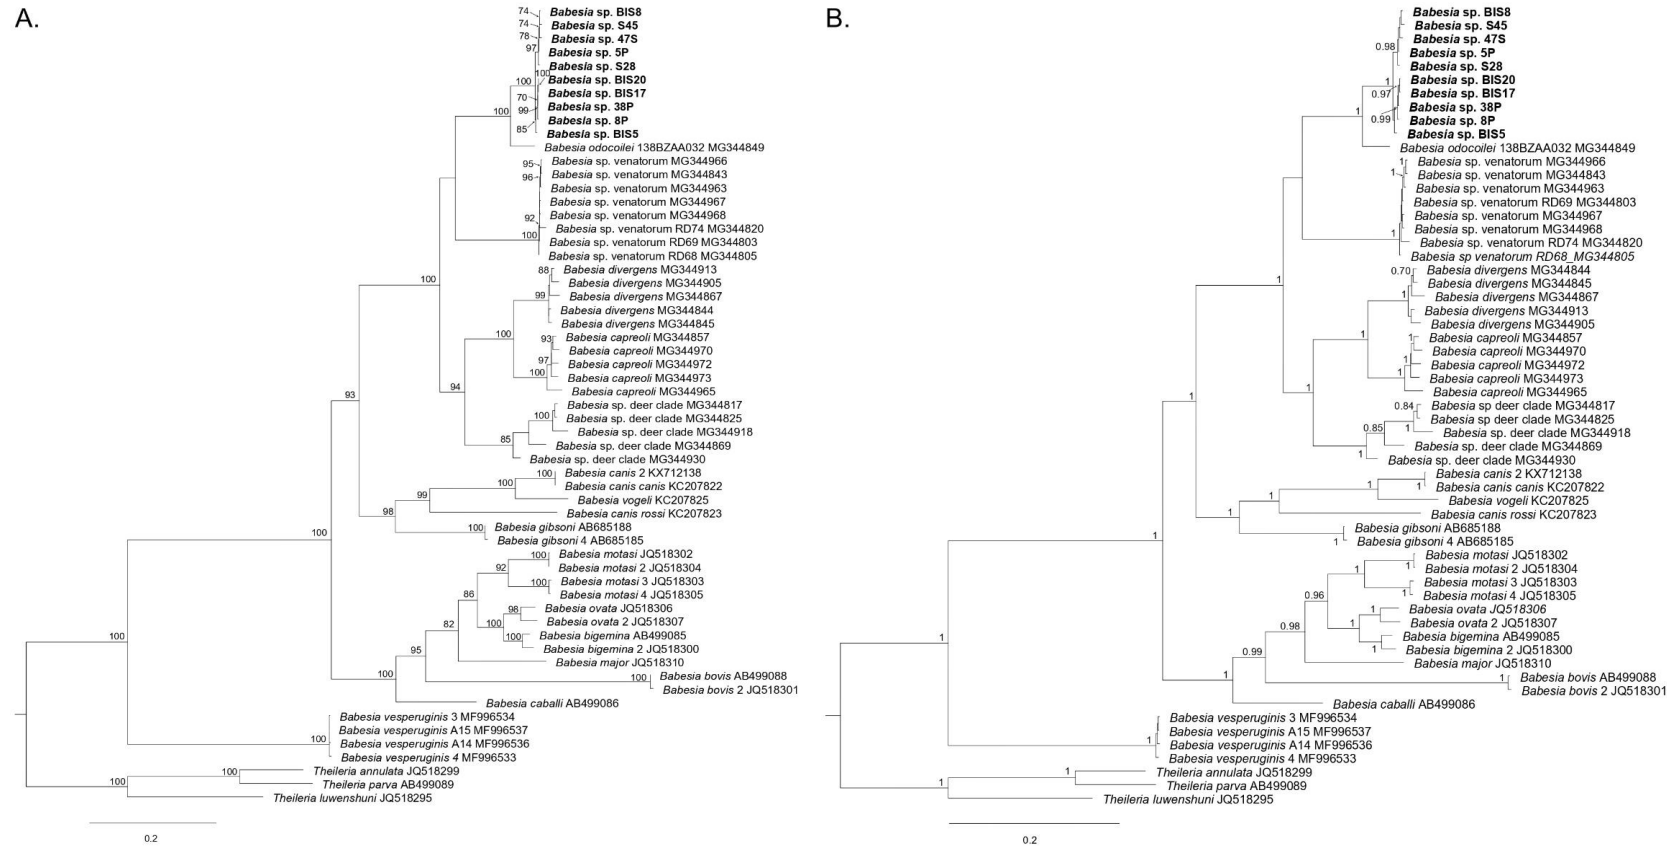 A.
74
74
78
97
100
100
70
99
85
100
Babesia sp. BIS8
Babesia sp. S45
Babesia sp. 47S
Babesia sp. 5P
Babesia sp. S28
Babesia sp. BIS20
Babesia sp. BIS17
Babesia sp. 38P
Babesia sp. 8P
Babesia sp. BIS5
Babesia odocoilei 138BZAA032 MG344849
95
96
92
100
Babesia sp. venatorum MG344966
Babesia sp. venatorum MG344843
Babesia sp. venatorum MG344963
Babesia sp. venatorum MG344967
Babesia sp. venatorum MG344968
Babesia sp. venatorum RD74 MG344820
Babesia sp. venatorum RD69 MG344803
Babesia sp. venatorum RD68 MG344805
100
88
99
100
Babesia divergens MG344913
Babesia divergens MG344905
Babesia divergens MG344867
Babesia divergens MG344844
Babesia divergens MG344845
93
97
100
94
Babesia capreoli MG344857
Babesia capreoli MG344970
Babesia capreoli MG344972
Babesia capreoli MG344973
Babesia capreoli MG344965
93
100
85
Babesia sp. deer clade MG344817
Babesia sp. deer clade MG344825
Babesia sp. deer clade MG344918
Babesia sp. deer clade MG344869
Babesia sp. deer clade MG344930
100
100
99
98
100
Babesia canis 2 KX712138
Babesia canis canis KC207822
Babesia vogeli KC207825
Babesia canis rossi KC207823
Babesia gibsoni AB685188
Babesia gibsoni 4 AB685185
100
100
92
100
86
98
100
100
82
95
100
100
Babesia motasi JQ518302
Babesia motasi 2 JQ518304
Babesia motasi 3 JQ518303
Babesia motasi 4 JQ518305
Babesia ovata JQ518306
Babesia ovata 2 JQ518307
Babesia bigemina AB499085
Babesia bigemina 2 JQ518300
Babesia major JQ518310
Babesia bovis AB499088
Babesia bovis 2 JQ518301
Babesia caballi AB499086
100
100
Babesia vesperuginis 3 MF996534
Babesia vesperuginis A15 MF996537
Babesia vesperuginis A14 MF996536
Babesia vesperuginis 4 MF996533
100
100
Theileria annulata JQ518299
Theileria parva AB499089
Theileria luwenshuni JQ518295
0.2
B.
0.98
1
0.97
0.99
1
Babesia sp. BIS8
Babesia sp. S45
Babesia sp. 47S
Babesia sp. 5P
Babesia sp. S28
Babesia sp. BIS20
Babesia sp. BIS17
Babesia sp. 38P
Babesia sp. 8P
Babesia sp. BIS5
Babesia odocoilei 138BZAA032 MG344849
1
1
1
Babesia sp. venatorum MG344966
Babesia sp. venatorum MG344843
Babesia sp. venatorum MG344963
Babesia sp. venatorum RD69 MG344803
Babesia sp. venatorum MG344967
Babesia sp. venatorum MG344968
Babesia sp. venatorum RD74 MG344820
Babesia sp venatorum RD68_MG344805
1
0.70
1
1
Babesia divergens MG344844
Babesia divergens MG344845
Babesia divergens MG344867
Babesia divergens MG344913
Babesia divergens MG344905
1
1
1
1
Babesia capreoli MG344857
Babesia capreoli MG344970
Babesia capreoli MG344972
Babesia capreoli MG344973
Babesia capreoli MG344965
1
0.84
1
0.85
1
Babesia sp deer clade MG344817
Babesia sp. deer clade MG344825
Babesia sp. deer clade MG344918
Babesia sp. deer clade MG344869
Babesia sp. deer clade MG344930
1
1
1
1
1
Babesia canis 2 KX712138
Babesia canis canis KC207822
Babesia vogeli KC207825
Babesia canis rossi KC207823
Babesia gibsoni AB685188
Babesia gibsoni 4 AB685185
1
1
1
1
0.96
1
1
0.98
0.99
1
1
Babesia motasi JQ518302
Babesia motasi 2 JQ518304
Babesia motasi 3 JQ518303
Babesia motasi 4 JQ518305
Babesia ovata JQ518306
Babesia ovata 2 JQ518307
Babesia bigemina AB499085
Babesia bigemina 2 JQ518300
Babesia major JQ518310
Babesia bovis AB499088
Babesia bovis 2 JQ518301
Babesia caballi AB499086
1
1
Babesia vesperuginis 3 MF996534
Babesia vesperuginis A15 MF996537
Babesia vesperuginis A14 MF996536
Babesia vesperuginis 4 MF996533
1
1
Theileria annulata JQ518299
Theileria parva AB499089
Theileria luwenshuni JQ518295
0.2